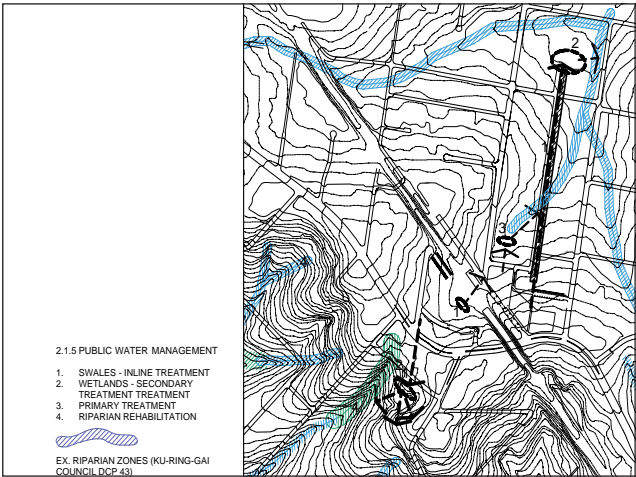 2
1
3
4
2.1.5 PUBLIC WATER MANAGEMENT
1. SWALES - INLINE TREATMENT
2. WETLANDS - SECONDARY
TREATMENT TREATMENT
3. PRIMARY TREATMENT
4. RIPARIAN REHABILITATION
EX. RIPARIAN ZONES (KU-RING-GAI
COUNCIL DCP 43)